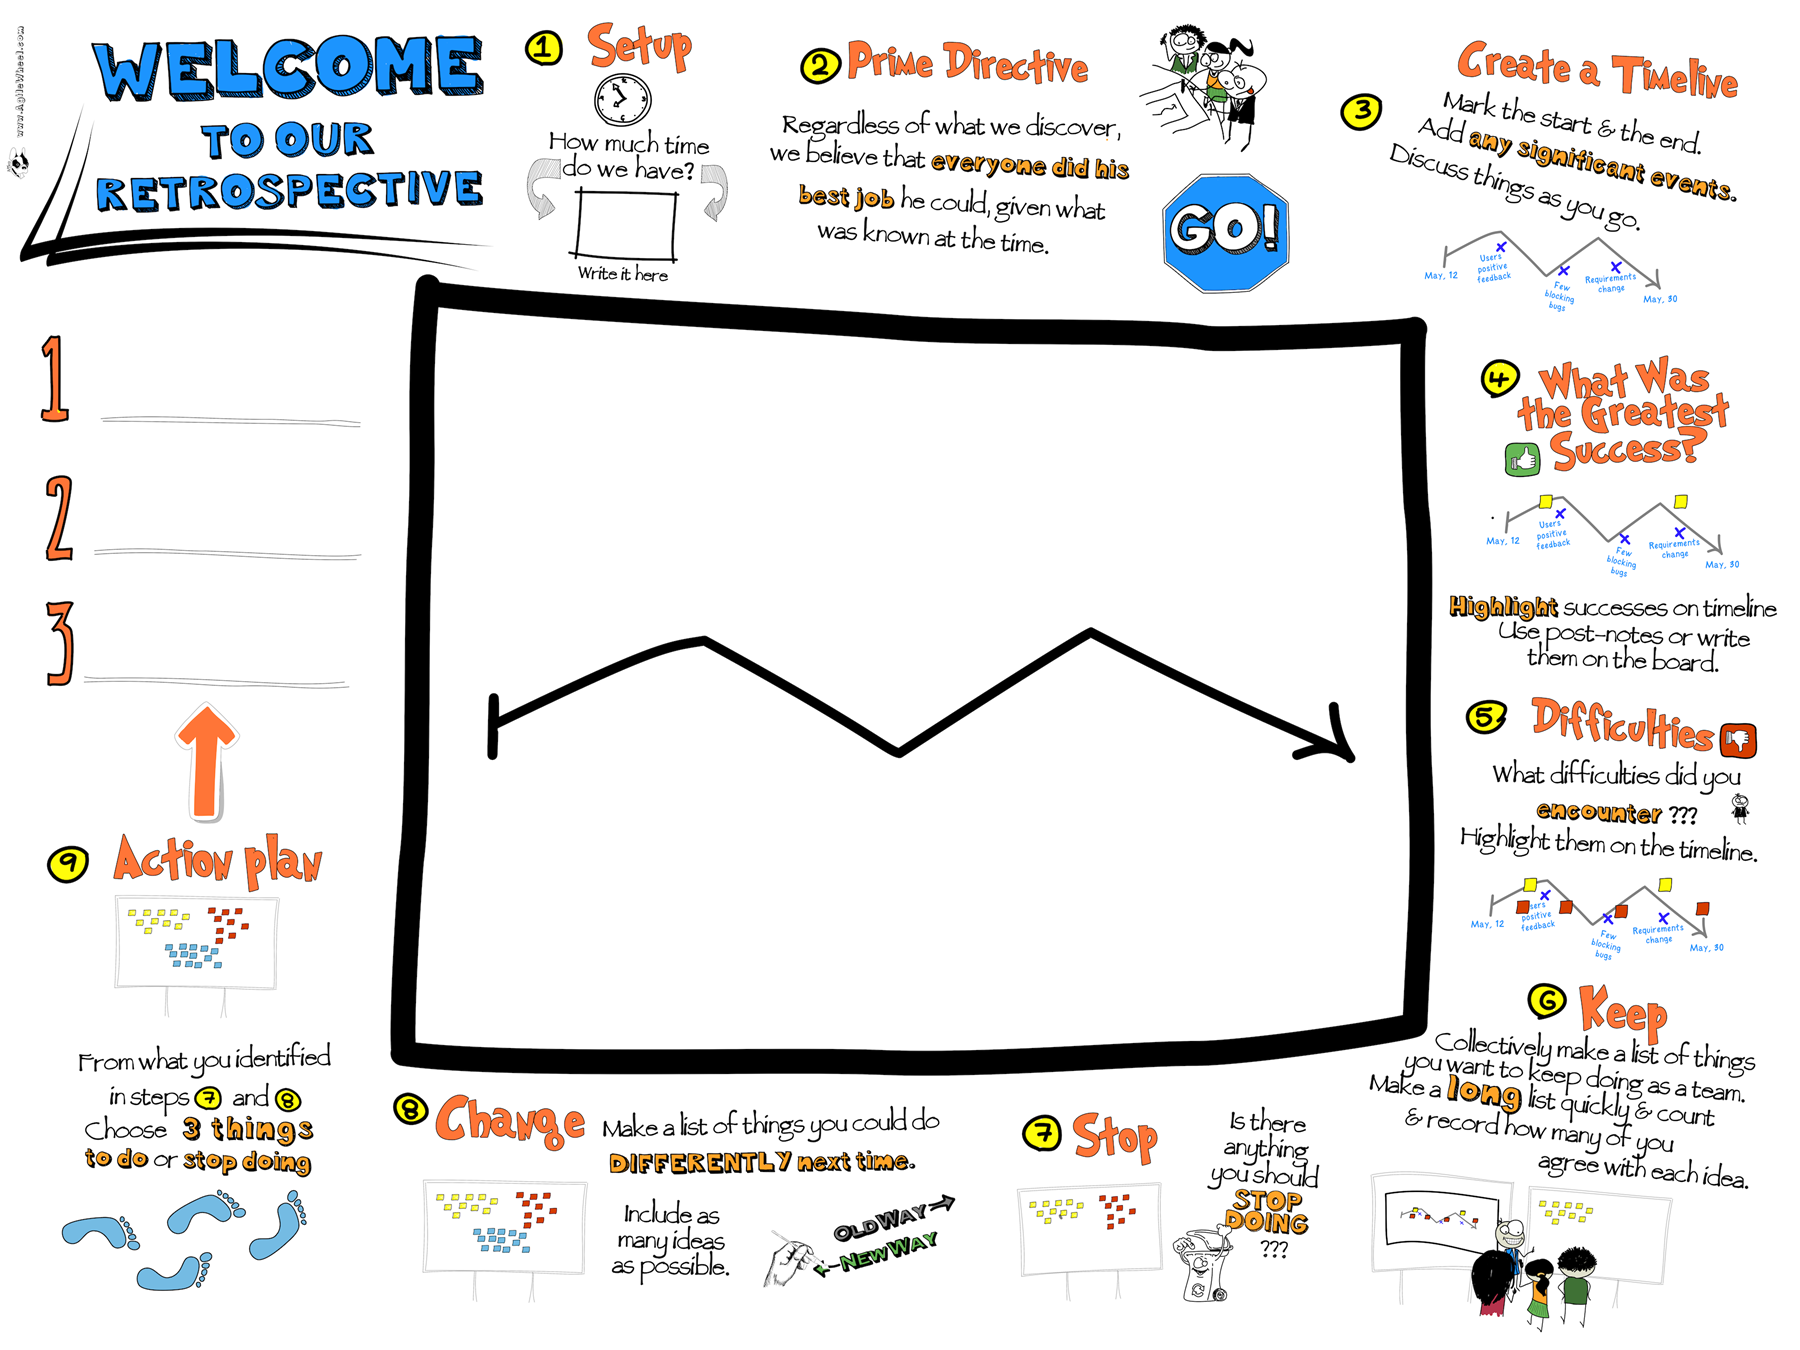 www.agileKAwaeei.com
WELCOME
TO OUR
RETROSPECTIVE
1
Setup
How much time
do we have?
Write it here
2
Prime Directive
Regardless of what we discover,
we believe that everyone did his
best job he could, given what
was known at the time.
GO!
3
Create a Timeline
Mark the start & the end.
Add any significant events.
Discuss things as you go.
May, 12
Users
positive
feedback
Few
blocking
bugs
Requirements
change
May, 30
4
What Was
the Greatest
Success?
May, 12
Users
positive
feedback
Few
blocking
bugs
Requirements
change
May, 30
Highlight successes on timeline
Use post-notes or write
them on the board.
5
Difficulties
What difficulties did you
encounter ???
Highlight them on the timeline.
May, 12
sers
positive
feedback
Few
blocking
bugs
Requirements
change
May, 30
6
Keep
Collectively make a list of things
you want to keep doing as a team.
Make a long list quickly & count
& record how many of you
agree with each idea.
7
Stop
Is there
anything
you should
STOP
DOING
???
8
Change
Make a list of things you could do
DIFFERENTLY next time.
Include as
many ideas
as possible.
OLD WAY
NEW WAY
9
Action plan
From what you identified
in steps 7 and 8
Choose 3 things
to do or stop doing
1
2
3